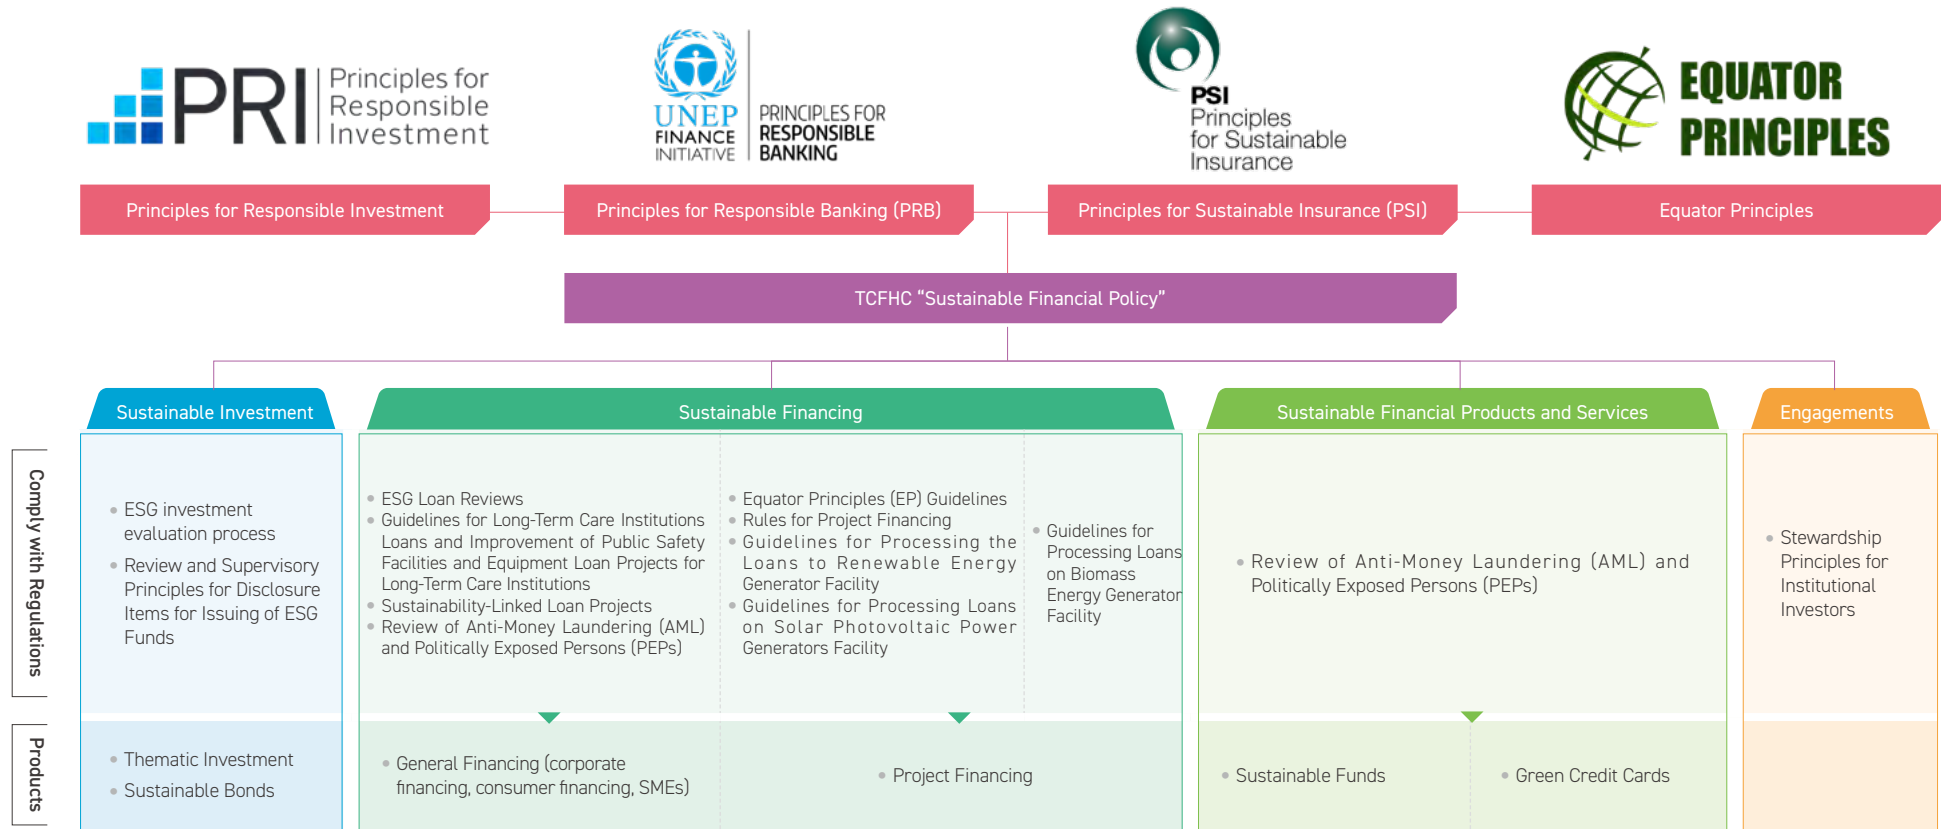 PRI
Principles for
Responsible
Investment
UNEP
FINANCE
INITIATIVE
PRINCIPLES FOR
RESPONSIBLE
BANKING
PSI
Principles
for Sustainable
Insurance
EQUATOR
PRINCIPLES
Principles for Responsible Investment
Principles for Responsible Banking (PRB)
Principles for Sustainable Insurance (PSI)
Equator Principles
TCFHC “Sustainable Financial Policy”
Sustainable Investment
Sustainable Financing
Sustainable Financial Products and Services
Engagements
Comply with Regulations
• ESG investment
evaluation process
• Review and Supervisory
Principles for Disclosure
Items for Issuing of ESG
Funds
• ESG Loan Reviews
• Guidelines for Long-Term Care Institutions
Loans and Improvement of Public Safety
Facilities and Equipment Loan Projects for
Long-Term Care Institutions
• Sustainability-Linked Loan Projects
• Review of Anti-Money Laundering (AML)
and Politically Exposed Persons (PEPs)
• Equator Principles (EP) Guidelines
• Rules for Project Financing
• Guidelines for Processing the
Loans to Renewable Energy
Generator Facility
• Guidelines for Processing Loans
on Solar Photovoltaic Power
Generators Facility
• Guidelines for
Processing Loans
on Biomass
Energy Generator
Facility
• Review of Anti-Money Laundering (AML) and
Politically Exposed Persons (PEPs)
• Stewardship
Principles for
Institutional
Investors
Products
• Thematic Investment
• Sustainable Bonds
• General Financing (corporate
financing, consumer financing, SMEs)
• Project Financing
• Sustainable Funds
• Green Credit Cards